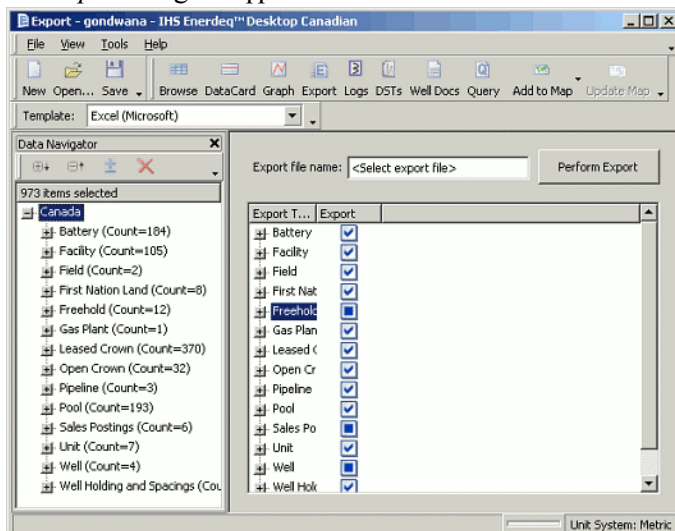 Export - gondwana - IHS Enerdeq™ Desktop Canadian
File View Tools Help
New Open... Save Browse DataCard Graph Export Logs DSTs Well Docs Query Add to Map Update Map
Template: Excel (Microsoft)
Data Navigator
973 items selected
Canada
Battery (Count=184)
Facility (Count=105)
Field (Count=2)
First Nation Land (Count=8)
Freehold (Count=12)
Gas Plant (Count=1)
Leased Crown (Count=370)
Open Crown (Count=32)
Pipeline (Count=3)
Pool (Count=193)
Sales Postings (Count=6)
Unit (Count=7)
Well (Count=4)
Well Holding and Spacings (Cou
Export file name: <Select export file> Perform Export
Export T... Export
Battery
Facility
Field
First Nat
Freehold
Gas Plan
Leased C
Open Cr
Pipeline
Pool
Sales Po
Unit
Well
Well Hold
Unit System: Metric